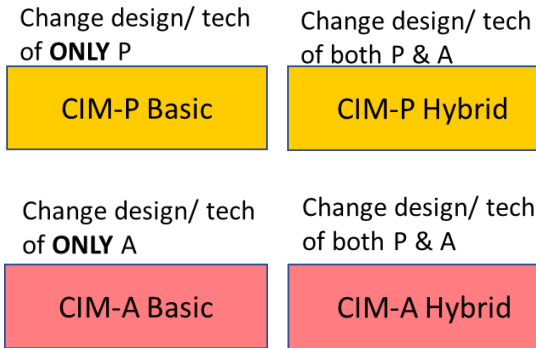 Change design/ tech
of ONLY P
CIM-P Basic
Change design/ tech
of both P & A
CIM-P Hybrid
Change design/ tech
of ONLY A
CIM-A Basic
Change design/ tech
of both P & A
CIM-A Hybrid